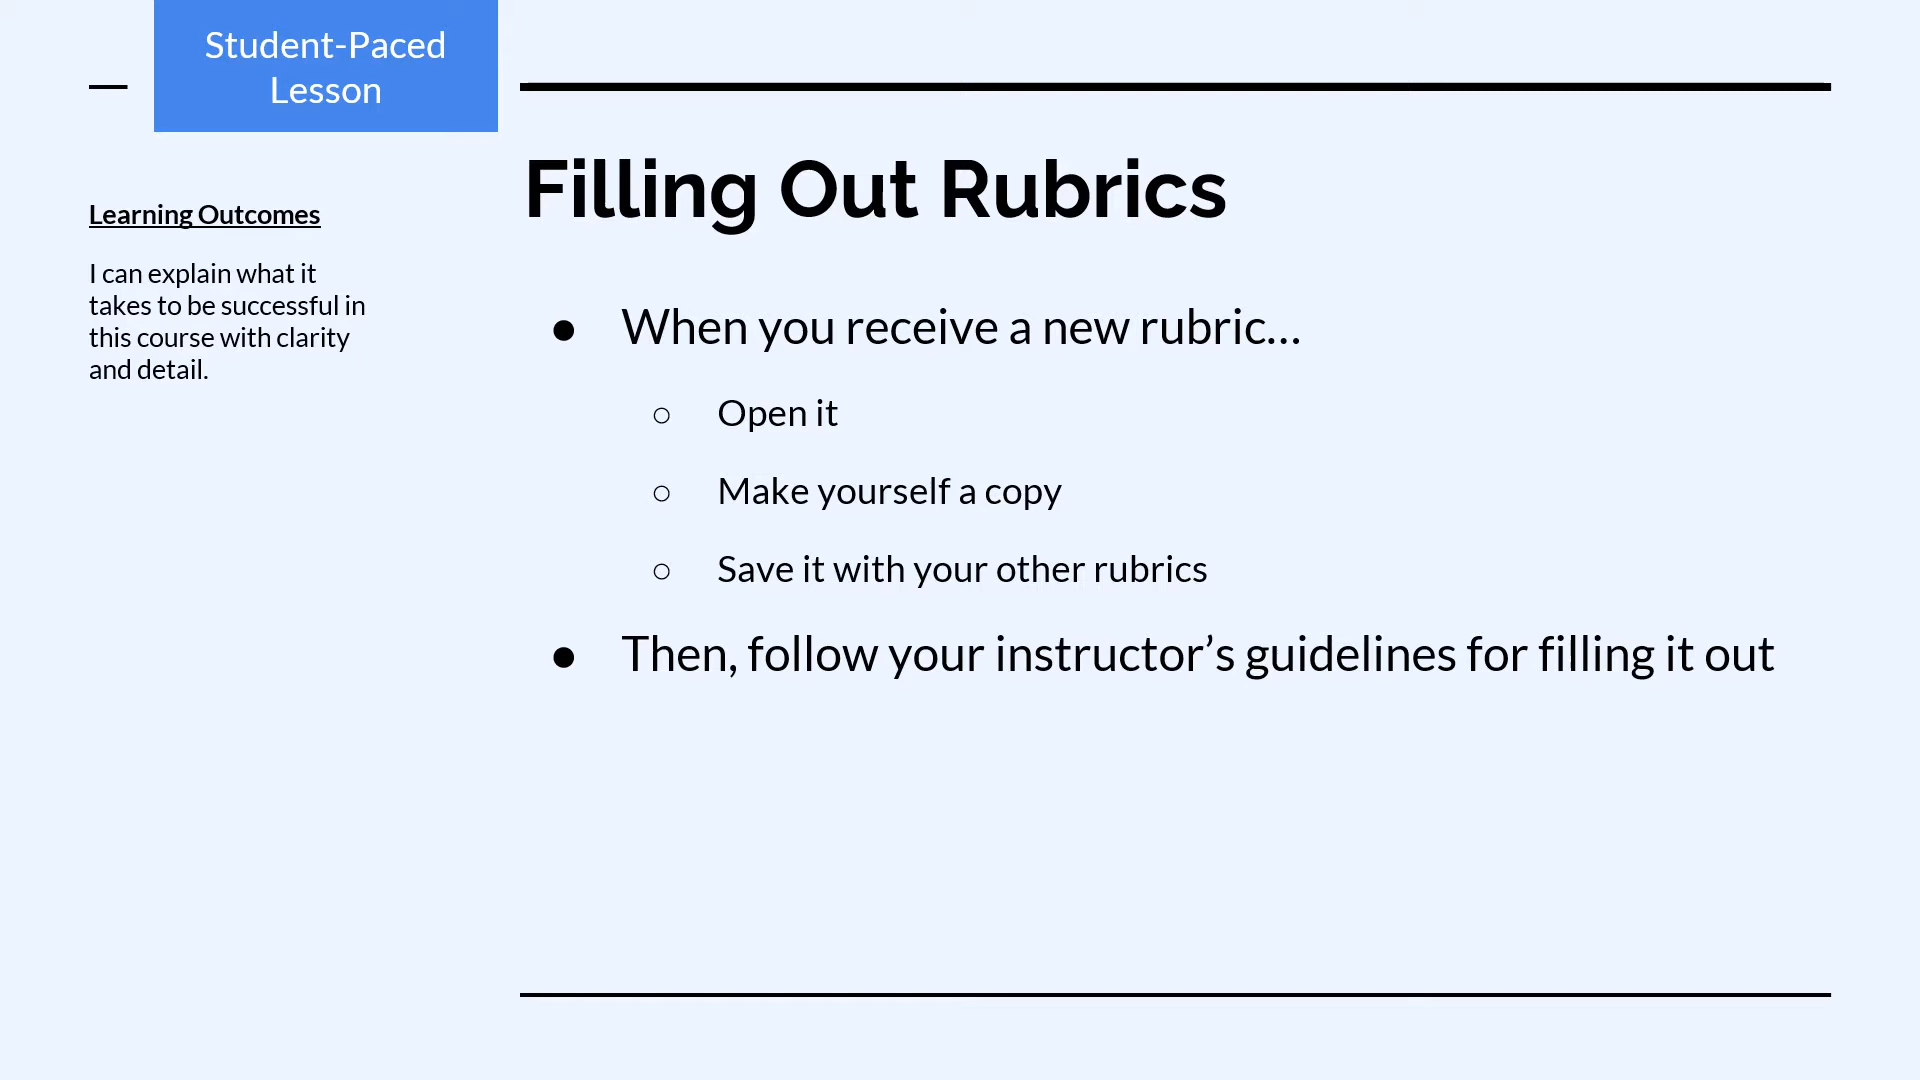 Student-Paced
Lesson
Learning Outcomes
I can explain what it
takes to be successful in
this course with clarity
and detail.
Filling Out Rubrics
● When you receive a new rubric…
○ Open it
○ Make yourself a copy
○ Save it with your other rubrics
● Then, follow your instructor’s guidelines for filling it out